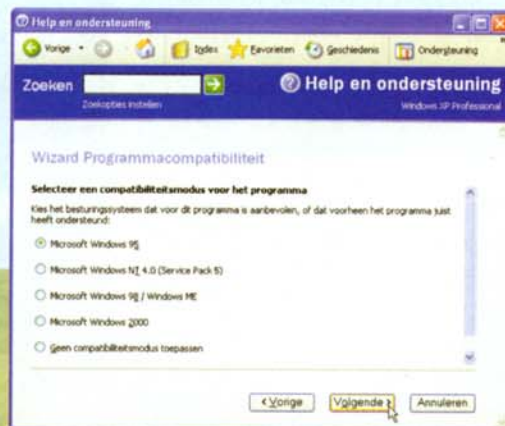 Help en ondersteuning
Vorige Index Favorieten Geschiedenis Ondersteuning
Zoeken Help en ondersteuning
Zoekopties instellen Windows XP Professional
Wizard Programmacompatibiliteit
Selecteer een compatibiliteitsmodus voor het programma
Kies het besturingssysteem dat voor dit programma is aanbevolen, of dat voorheen het programma juist
heeft ondersteund:
Microsoft Windows 95
Microsoft Windows NT 4.0 (Service Pack 5)
Microsoft Windows 98 / Windows ME
Microsoft Windows 2000
Geen compatibiliteitsmodus toepassen
< Vorige Volgende > Annuleren